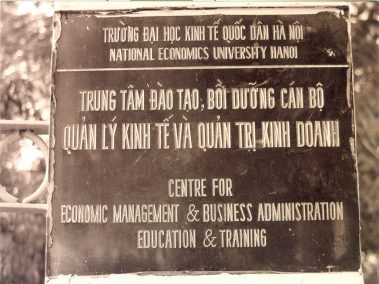 TRƯỜNG ĐẠI HỌC KINH TẾ QUỐC DÂN HÀ NỘI
NATIONAL ECONOMICS UNIVERSITY HANOI
TRUNG TÂM ĐÀO TẠO, BỒI DƯỠNG CÁN BỘ
QUẢN LÝ KINH TẾ VÀ QUẢN TRỊ KINH DOANH
CENTRE FOR
ECONOMIC MANAGEMENT & BUSINESS ADMINISTRATION
EDUCATION & TRAINING